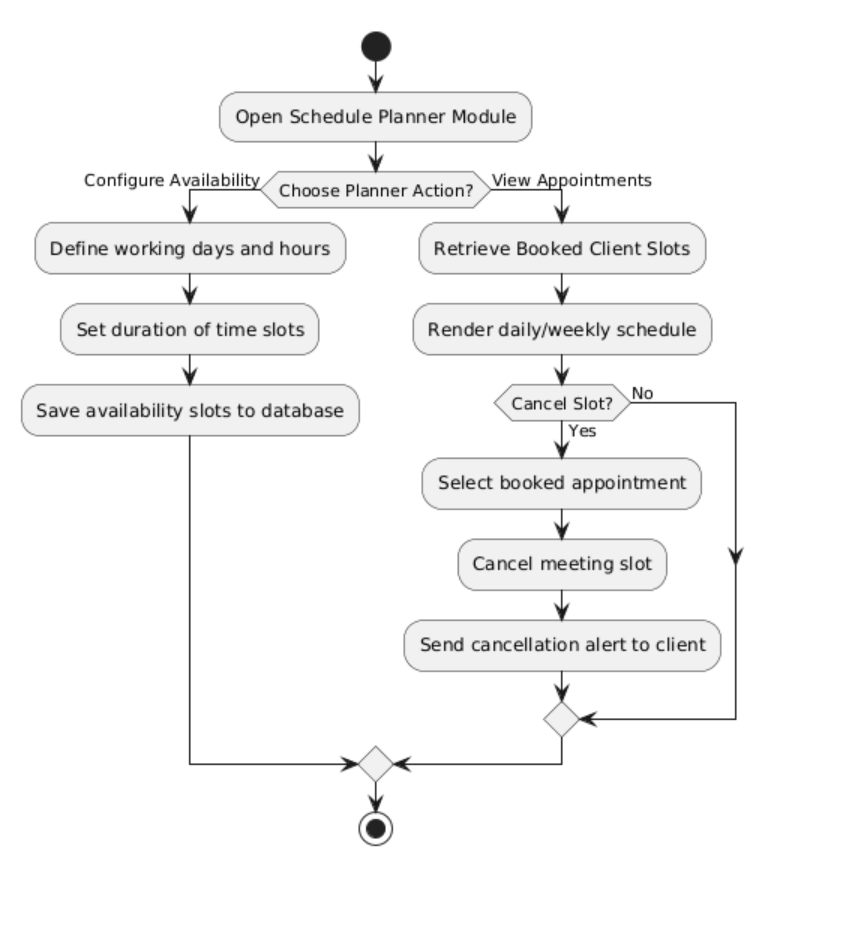 Open Schedule Planner Module
Configure Availability
Choose Planner Action?
View Appointments
Define working days and hours
Set duration of time slots
Save availability slots to database
Retrieve Booked Client Slots
Render daily/weekly schedule
Cancel Slot?
No
Yes
Select booked appointment
Cancel meeting slot
Send cancellation alert to client